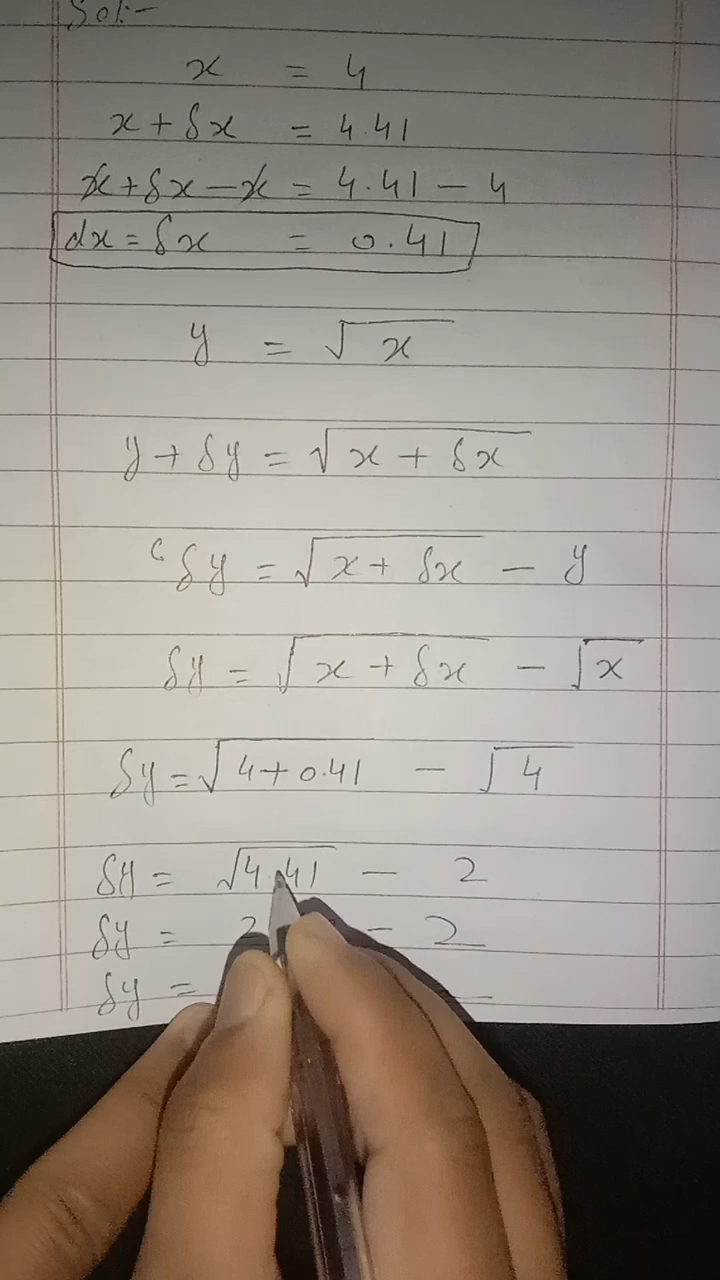 Sol:-
x = 4
x + δx = 4.41
x + δx - x = 4.41 - 4
dx = δx = 0.41
y = √x
y + δy = √x + δx
δy = √x + δx - y
δy = √x + δx - √x
δy = √4 + 0.41 - √4
δy = √4.41 - 2
δy = 2 - 2
δy =